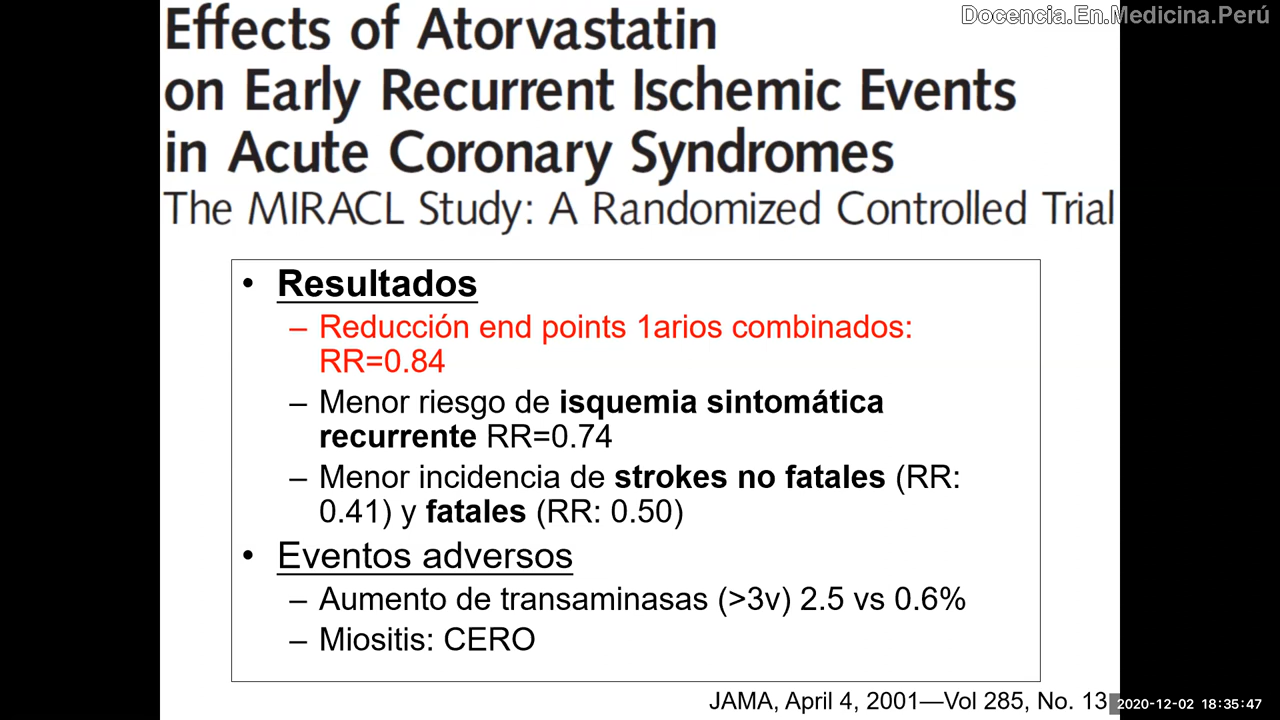 Docencia.En.Medicina.Perú
Effects of Atorvastatin
on Early Recurrent Ischemic Events
in Acute Coronary Syndromes
The MIRACL Study: A Randomized Controlled Trial
• Resultados
– Reducción end points 1arios combinados:
RR=0.84
– Menor riesgo de isquemia sintomática
recurrente RR=0.74
– Menor incidencia de strokes no fatales (RR:
0.41) y fatales (RR: 0.50)
• Eventos adversos
– Aumento de transaminasas (>3v) 2.5 vs 0.6%
– Miositis: CERO
JAMA, April 4, 2001—Vol 285, No. 13
2020-12-02 18:35:47